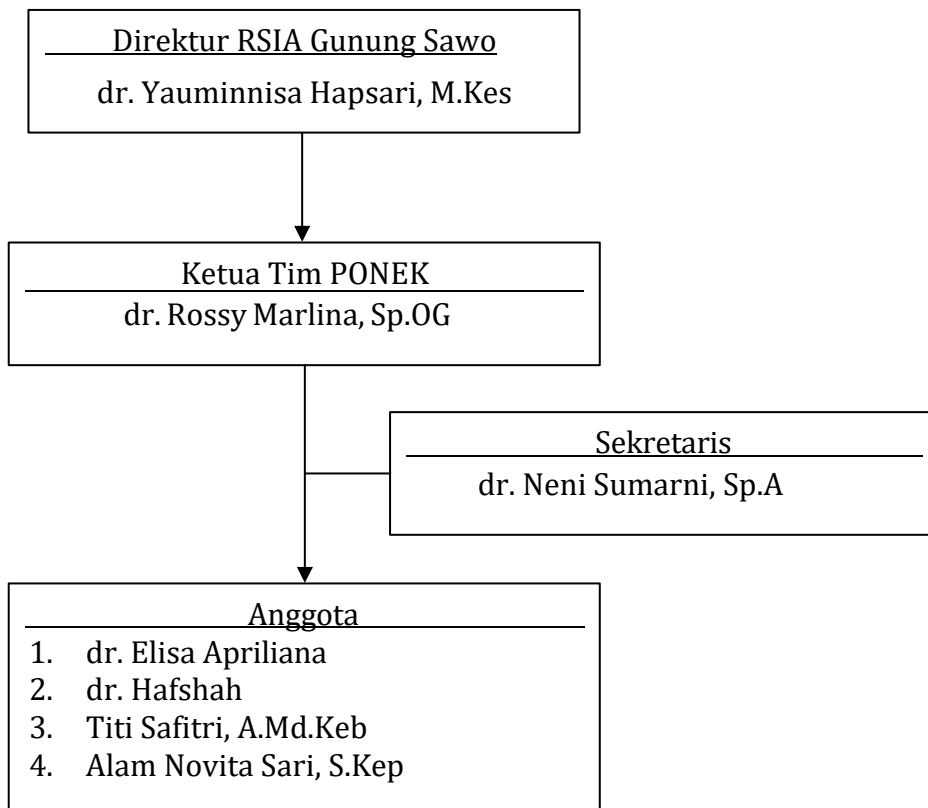 Direktur RSIA Gunung Sawo
dr. Yauminnisa Hapsari, M.Kes
Ketua Tim PONEK
dr. Rossy Marlina, Sp.OG
Sekretaris
dr. Neni Sumarni, Sp.A
Anggota
1. dr. Elisa Apriliana
2. dr. Hafshah
3. Titi Safitri, A.Md.Keb
4. Alam Novita Sari, S.Kep